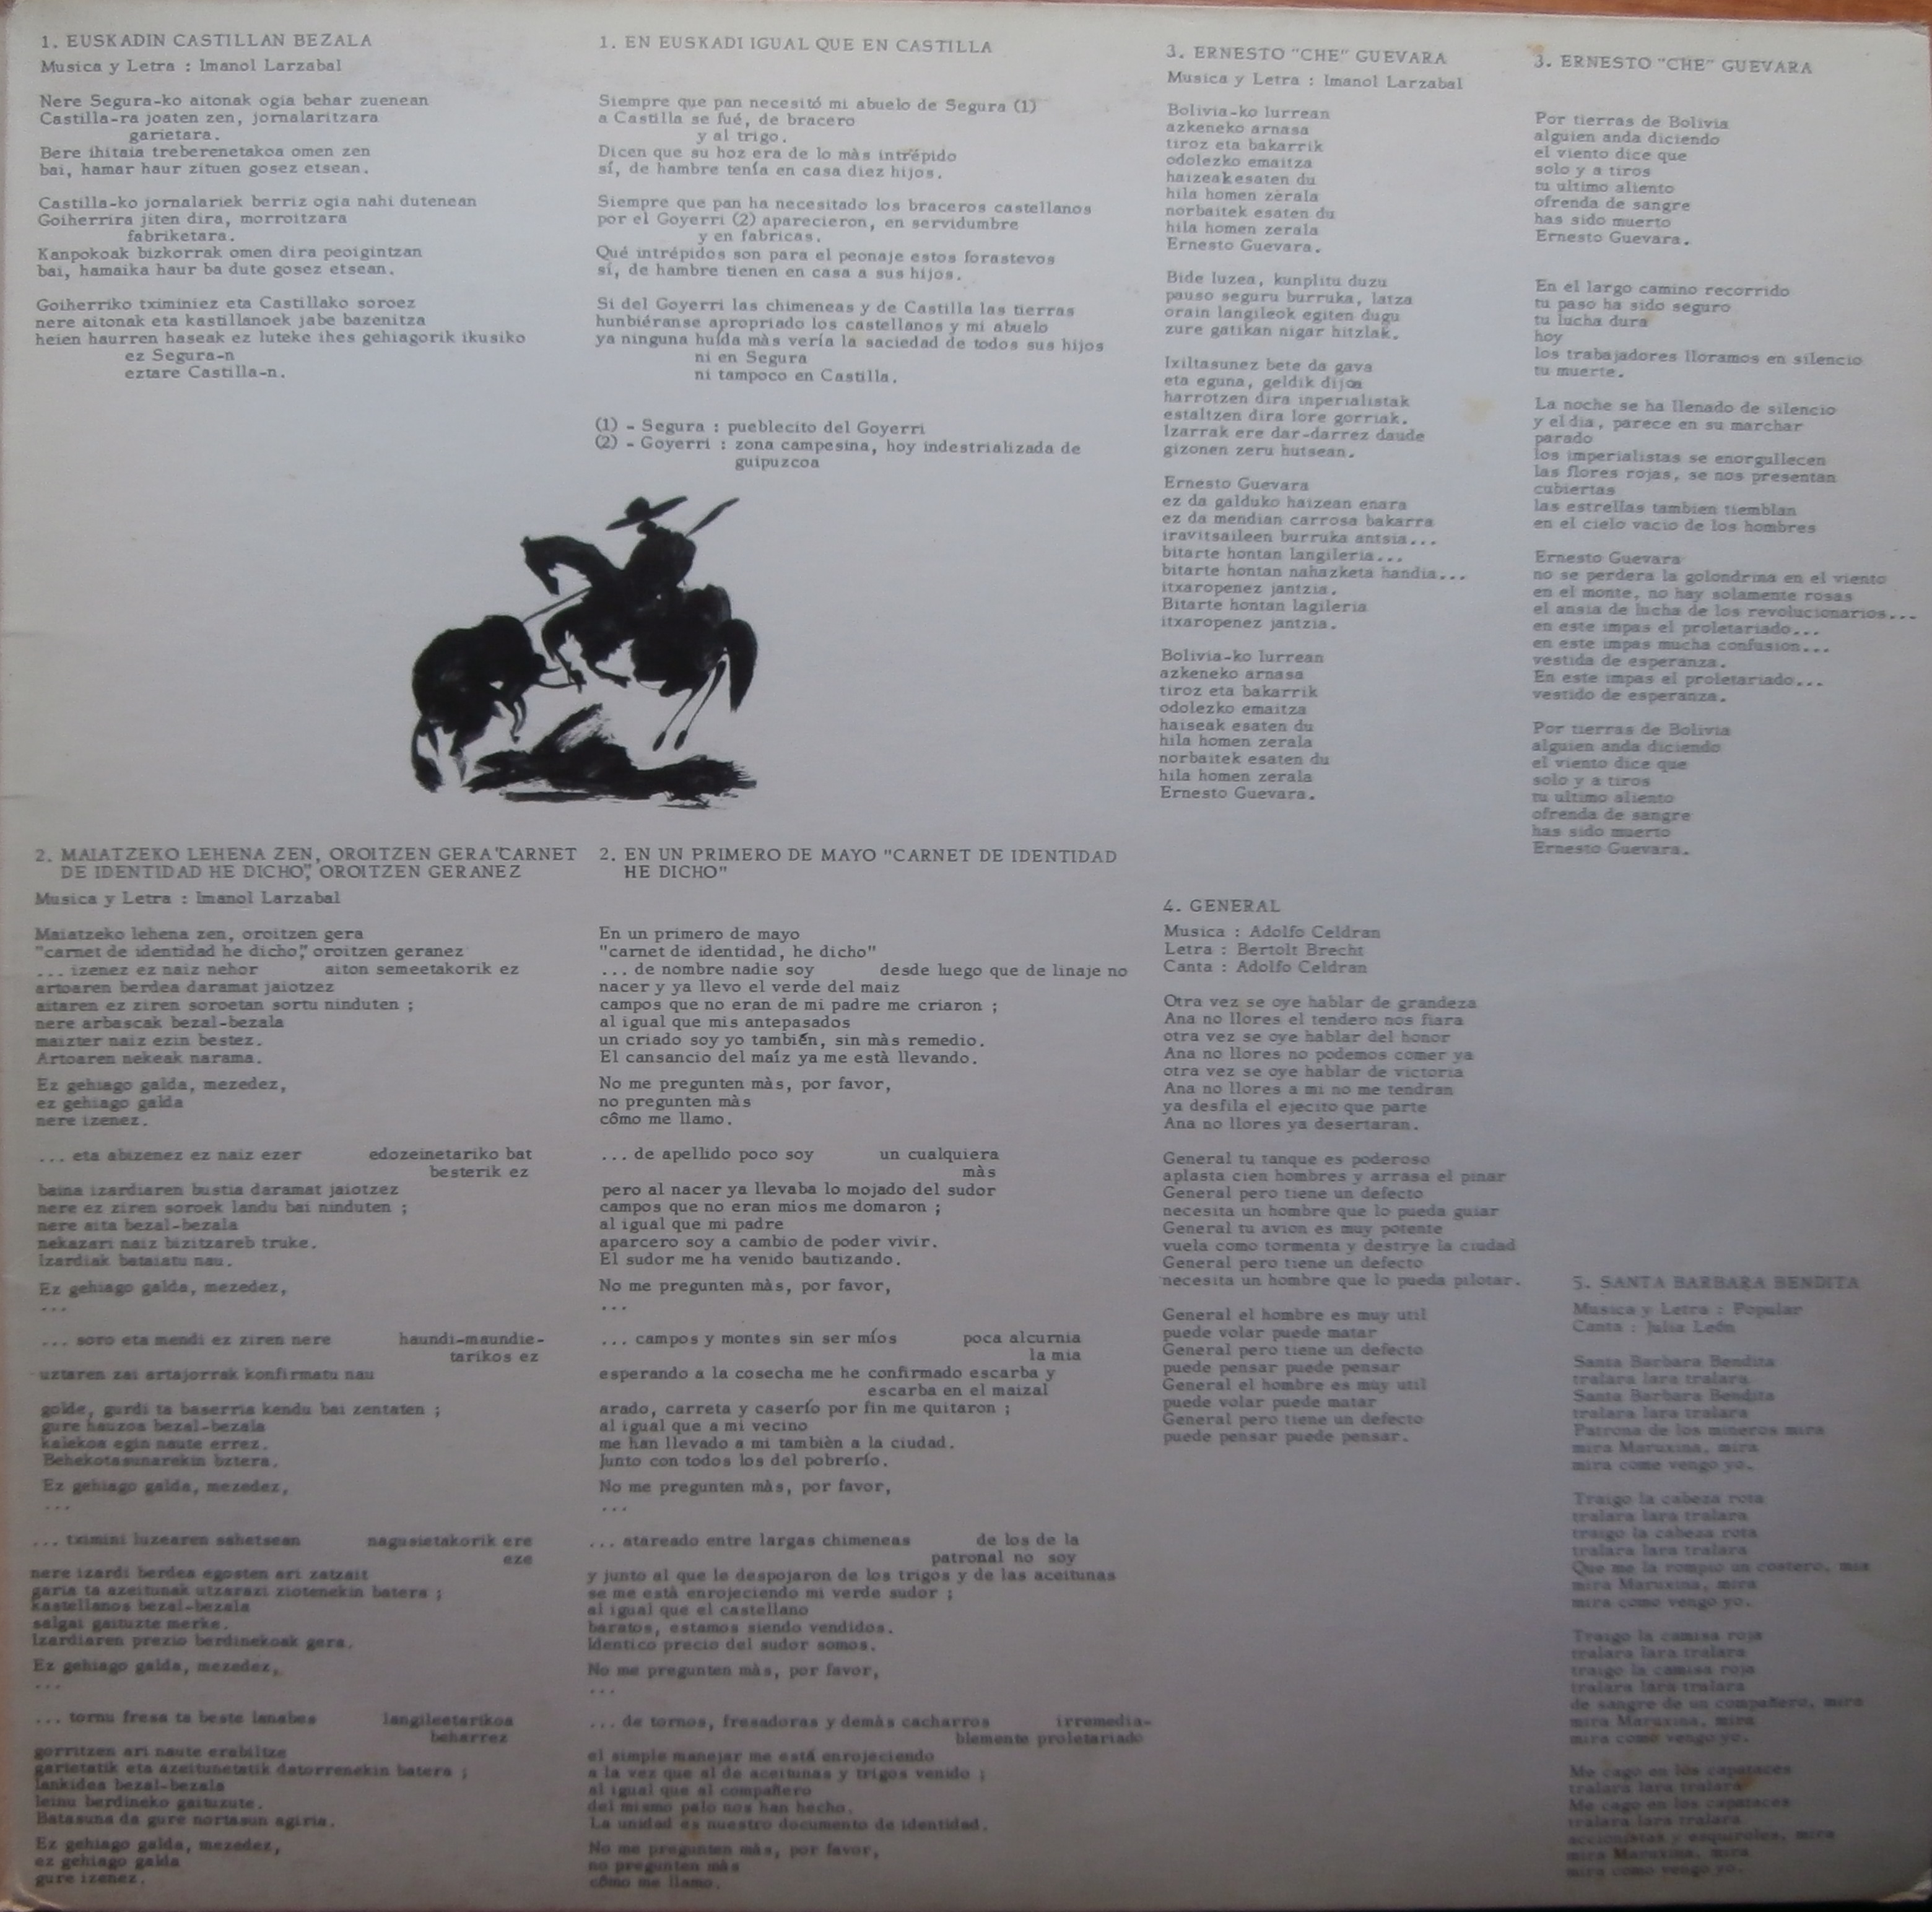 1. EUSKADIN CASTILLAN BEZALA
Musica y Letra : Imanol Larzabal
Nere Segura-ko aitonak ogia behar zuenean
Castilla-ra joaten zen, jornalaritzara
garietara.
Bere ihitaia treberenetakoa omen zen
bai, hamar haur zituen gosez etsean.
Castilla-ko jornalariek berriz ogia nahi dutenean
Goiherrira jiten dira, morroitzara
fabriketara.
Kanpokoak bizkorrak omen dira peoigintzan
bai, hamaika haur ba dute gosez etsean.
Goiherriko tximiniez eta Castillako soroez
nere aitonak eta kastillanoek jabe bazenitza
heien haurren haseak ez luteke ihes gehiagorik ikusiko
ez Segura-n
eztare Castilla-n.
1. EN EUSKADI IGUAL QUE EN CASTILLA
Siempre que pan necesitó mi abuelo de Segura (1)
a Castilla se fué, de bracero
y al trigo.
Dicen que su hoz era de lo màs intrépido
sí, de hambre tenía en casa diez hijos.
Siempre que pan ha necesitado los braceros castellanos
por el Goyerri (2) aparecieron, en servidumbre
y en fabricas.
Qué intrépidos son para el peonaje estos forastevos
sí, de hambre tienen en casa a sus hijos.
Si del Goyerri las chimeneas y de Castilla las tierras
hunbiéranse apropriado los castellanos y mi abuelo
ya ninguna huída màs vería la saciedad de todos sus hijos
ni en Segura
ni tampoco en Castilla.
(1) - Segura : pueblecito del Goyerri
(2) - Goyerri : zona campesina, hoy indestrializada de
guipuzcoa
2. MAIATZEKO LEHENA ZEN, OROITZEN GERA "CARNET
DE IDENTIDAD HE DICHO", OROITZEN GERANEZ
Musica y Letra : Imanol Larzabal
Maiatzeko lehena zen, oroitzen gera
"carnet de identidad he dicho", oroitzen geranez
... izenez ez naiz nehor aiton semeetakorik ez
artoaren berdea daramat jaiotzez
aitaren ez ziren soroetan sortu ninduten ;
nere arbascak bezal-bezala
maizter naiz ezin bestez.
Artoaren nekeak narama.
Ez gehiago galda, mezedez,
ez gehiago galda
nere izenez.
... eta abizenez ez naiz ezer edozeinetariko bat
besterik ez
baina izardiaren bustia daramat jaiotzez
nere ez ziren soroek landu bai ninduten ;
nere aita bezal-bezala
nekazari naiz bizitzareb truke.
Izardiak bataiatu nau.
Ez gehiago galda, mezedez,
...
... soro eta mendi ez ziren nere haundi-maundie-
tarikos ez
uztaren zai artajorrak konfirmatu nau
golde, gurdi ta baserria kendu bai zentaten ;
gure hauzoa bezal-bezala
kalekoa egin naute errez.
Behekotasunarekin bztera.
Ez gehiago galda, mezedez,
...
... tximini luzearen sahetsean nagusietakorik ere
eze
nere izardi berdea egosten ari zatzait
garia ta azeitunak utzarazi ziotenekin batera ;
kastellanos bezal-bezala
salgai gaituzte merke.
Izardiaren prezio berdinekoak gera.
Ez gehiago galda, mezedez,
...
... tornu fresa ta beste lanabes langileetarikoa
beharrez
gorritzen ari naute erabiltze
garietatik eta azeitunetatik datorrenekin batera ;
lankidea bezal-bezala
leinu berdineko gaituzute.
Batasuna da gure nortasun agiria.
Ez gehiago galda, mezedez,
ez gehiago galda
gure izenez.
2. EN UN PRIMERO DE MAYO "CARNET DE IDENTIDAD
HE DICHO"
En un primero de mayo
"carnet de identidad, he dicho"
... de nombre nadie soy desde luego que de linaje no
nacer y ya llevo el verde del maiz
campos que no eran de mi padre me criaron ;
al igual que mis antepasados
un criado soy yo también, sin màs remedio.
El cansancio del maíz ya me està llevando.
No me pregunten màs, por favor,
no pregunten màs
cômo me llamo.
... de apellido poco soy un cualquiera
màs
pero al nacer ya llevaba lo mojado del sudor
campos que no eran mios me domaron ;
al igual que mi padre
aparcero soy a cambio de poder vivir.
El sudor me ha venido bautizando.
No me pregunten màs, por favor,
...
... campos y montes sin ser míos poca alcurnia
la mia
esperando a la cosecha me he confirmado escarba y
escarba en el maizal
arado, carreta y caserío por fin me quitaron ;
al igual que a mi vecino
me han llevado a mi tambièn a la ciudad.
Junto con todos los del pobrerío.
No me pregunten màs, por favor,
...
... atareado entre largas chimeneas de los de la
patronal no soy
y junto al que le despojaron de los trigos y de las aceitunas
se me està enrojeciendo mi verde sudor ;
al igual que el castellano
baratos, estamos siendo vendidos.
Identico precio del sudor somos.
No me pregunten màs, por favor,
...
... de tornos, fresadoras y demàs cacharros irremedia-
blemente proletariado
el simple manejar me está enrojeciendo
a la vez que al de aceitunas y trigos venido ;
al igual que al compañero
del mismo palo nos han hecho.
La unidad es nuestro documento de identidad.
No me pregunten màs, por favor,
no pregunten màs
cômo me llamo.
3. ERNESTO "CHE" GUEVARA
Musica y Letra : Imanol Larzabal
Bolivia-ko lurrean
azkeneko arnasa
tiroz eta bakarrik
odolezko emaitza
haizeakesaten du
hila homen zerala
norbaitek esaten du
hila homen zerala
Ernesto Guevara.
Bide luzea, kunplitu duzu
pauso seguru burruka, latza
orain langileok egiten dugu
zure gatikan nigar hitzlak.
Ixiltasunez bete da gava
eta eguna, geldik dijoa
harrotzen dira inperialistak
estaltzen dira lore gorriak.
Izarrak ere dar-darrez daude
gizonen zeru hutsean.
Ernesto Guevara
ez da galduko haizean enara
ez da mendian carrosa bakarra
iravitsaileen burruka antsia...
bitarte hontan langileria...
bitarte hontan nahazketa handia...
itxaropenez jantzia.
Bitarte hontan lagileria
itxaropenez jantzia.
Bolivia-ko lurrean
azkeneko arnasa
tiroz eta bakarrik
odolezko emaitza
haiseak esaten du
hila homen zerala
norbaitek esaten du
hila homen zerala
Ernesto Guevara.
3. ERNESTO "CHE" GUEVARA
Por tierras de Bolivia
alguien anda diciendo
el viento dice que
solo y a tiros
tu ultimo aliento
ofrenda de sangre
has sido muerto
Ernesto Guevara.
En el largo camino recorrido
tu paso ha sido seguro
tu lucha dura
hoy
los trabajadores lloramos en silencio
tu muerte.
La noche se ha llenado de silencio
y el dia, parece en su marchar
parado
los imperialistas se enorgullecen
las flores rojas, se nos presentan
cubiertas
las estrellas tambien tiemblan
en el cielo vacio de los hombres
Ernesto Guevara
no se perdera la golondrina en el viento
en el monte, no hay solamente rosas
el ansia de lucha de los revolucionarios...
en este impas el proletariado...
en este impas mucha confusion...
vestida de esperanza.
En este impas el proletariado...
vestido de esperanza.
Por tierras de Bolivia
alguien anda diciendo
el viento dice que
solo y a tiros
tu ultimo aliento
ofrenda de sangre
has sido muerto
Ernesto Guevara.
4. GENERAL
Musica : Adolfo Celdran
Letra : Bertolt Brecht
Canta : Adolfo Celdran
Otra vez se oye hablar de grandeza
Ana no llores el tendero nos fiara
otra vez se oye hablar del honor
Ana no llores no podemos comer ya
otra vez se oye hablar de victoria
Ana no llores a mi no me tendran
ya desfila el ejecito que parte
Ana no llores ya desertaran.
General tu tanque es poderoso
aplasta cien hombres y arrasa el pinar
General pero tiene un defecto
necesita un hombre que lo pueda guiar
General tu avion es muy potente
vuela como tormenta y destrye la ciudad
General pero tiene un defecto
necesita un hombre que lo pueda pilotar.
General el hombre es muy util
puede volar puede matar
General pero tiene un defecto
puede pensar puede pensar
General el hombre es muy util
puede volar puede matar
General pero tiene un defecto
puede pensar puede pensar.
5. SANTA BARBARA BENDITA
Musica y Letra : Popular
Canta : Julia León
Santa Barbara Bendita
tralara lara tralara
Santa Barbara Bendita
tralara lara tralara
Patrona de los mineros mira
mira Maruxina, mira
mira come vengo yo.
Traigo la cabeza rota
tralara lara tralara
traigo la cabeza rota
tralara lara tralara
Que me la rompio un costero, mia
mira Maruxina, mira
mira como vengo yo.
Traigo la camisa roja
tralara lara tralara
traigo la camisa roja
tralara lara tralara
de sangre de un compañero, mira
mira Maruxina, mira
mira como vengo yo.
Me cago en los capataces
tralara lara tralara
Me cago en los capataces
tralara lara tralara
accionistas y esquiroles, mira
mira Maruxina, mira
mira como vengo yo.